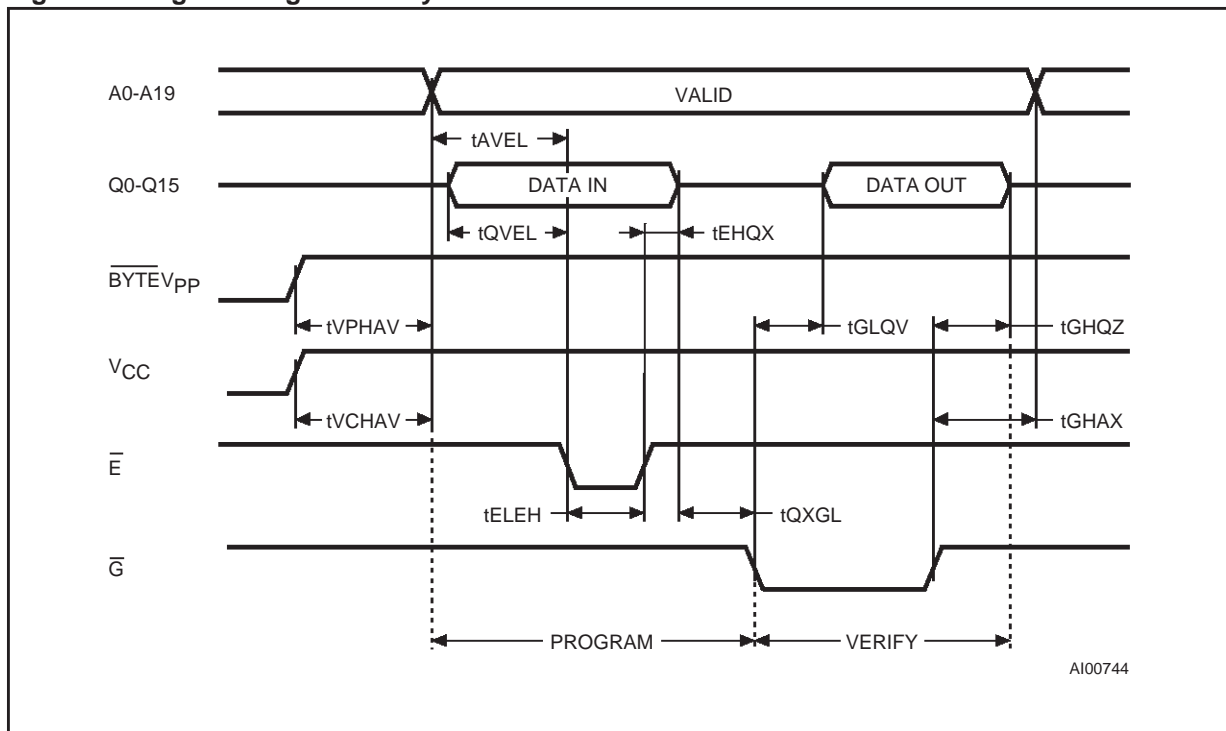 A0-A19
VALID
tAVEL
Q0-Q15
DATA IN
DATA OUT
tQVEL
tEHQX
BYTEVPP
tVPHAV
tGLQV
tGHQZ
VCC
tVCHAV
tGHAX
E
tELEH
tQXGL
G
PROGRAM
VERIFY
AI00744